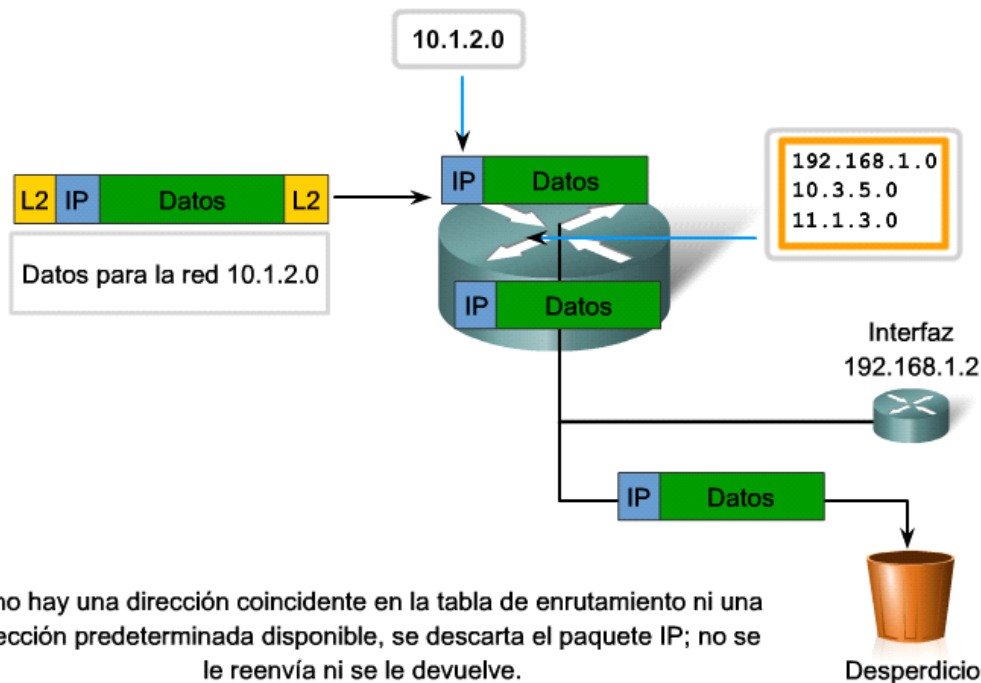 10.1.2.0
L2 IP Datos L2
IP Datos
192.168.1.0
10.3.5.0
11.1.3.0
Datos para la red 10.1.2.0
IP Datos
Interfaz
192.168.1.2
IP Datos
no hay una dirección coincidente en la tabla de enrutamiento ni una
ección predeterminada disponible, se descarta el paquete IP; no se
le reenvía ni se le devuelve.
Desperdicio